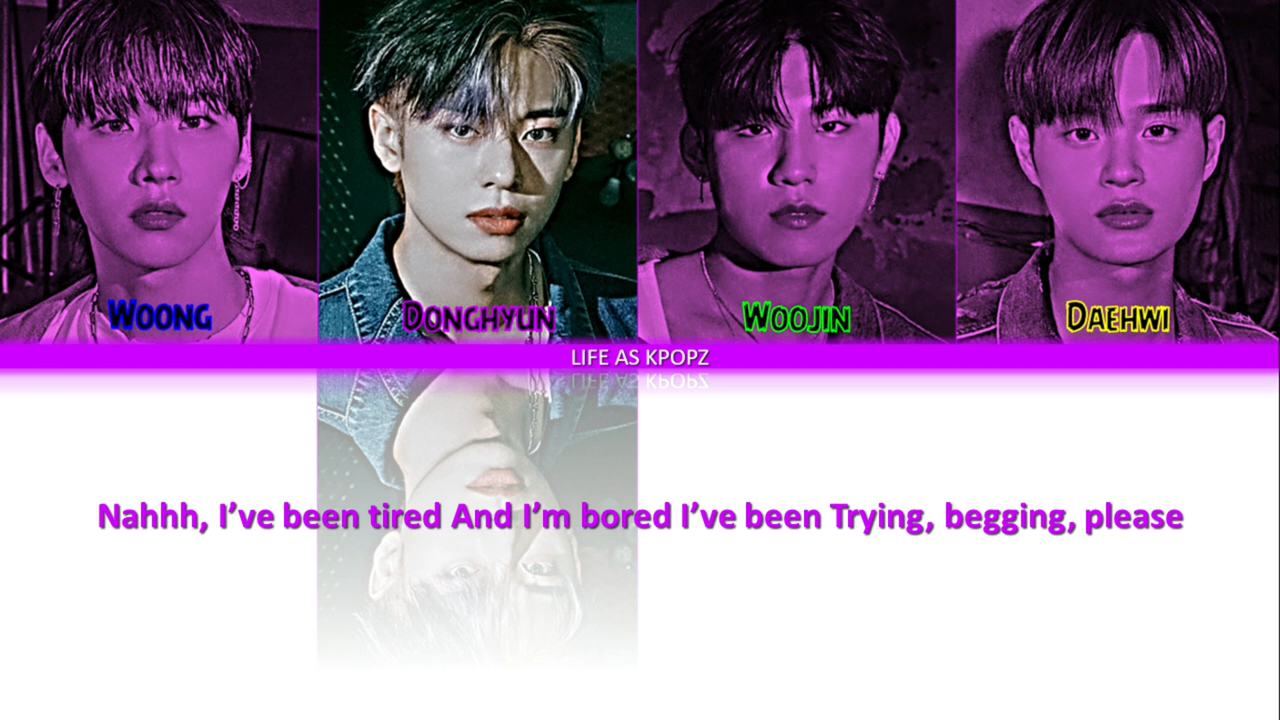 Woong Donghyun Woojin Daehwi
LIFE AS KPOPZ
Nahhh, I’ve been tired And I’m bored I’ve been Trying, begging, please